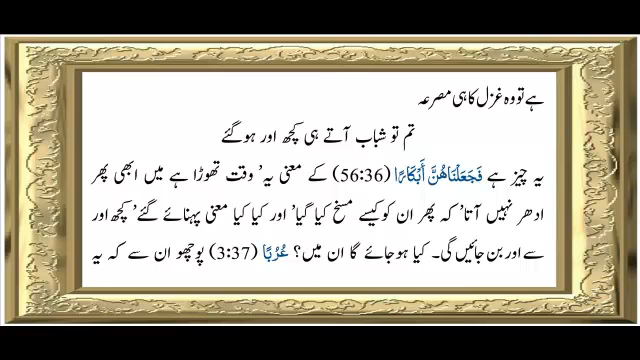 ہے تو وہ غزل کا ہی مصرعہ
تم تو شباب آتے ہی کچھ اور ہو گئے
یہ چیز ہے فَجَعَلْنَاهُنَّ أَبْكَارًا (56:36) کے معنی یہ’ وقت تھوڑا ہے میں ابھی پھر
ادھر نہیں آتا’ کہ پھر ان کو کیسے مسخ کیا گیا’ اور کیا کیا معنی پہنائے گئے’ کچھ اور
سے اور بن جائیں گی۔ کیا ہو جائے گا ان میں؟ عُرُبًا (3:37) پوچھو ان سے کہ یہ